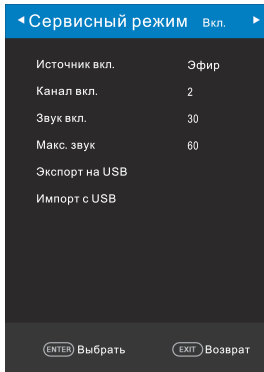 Сервисный режим Вкл.
Источник вкл. Эфир
Канал вкл. 2
Звук вкл. 30
Макс. звук 60
Экспорт на USB
Импорт с USB
ENTER Выбрать EXIT Возврат